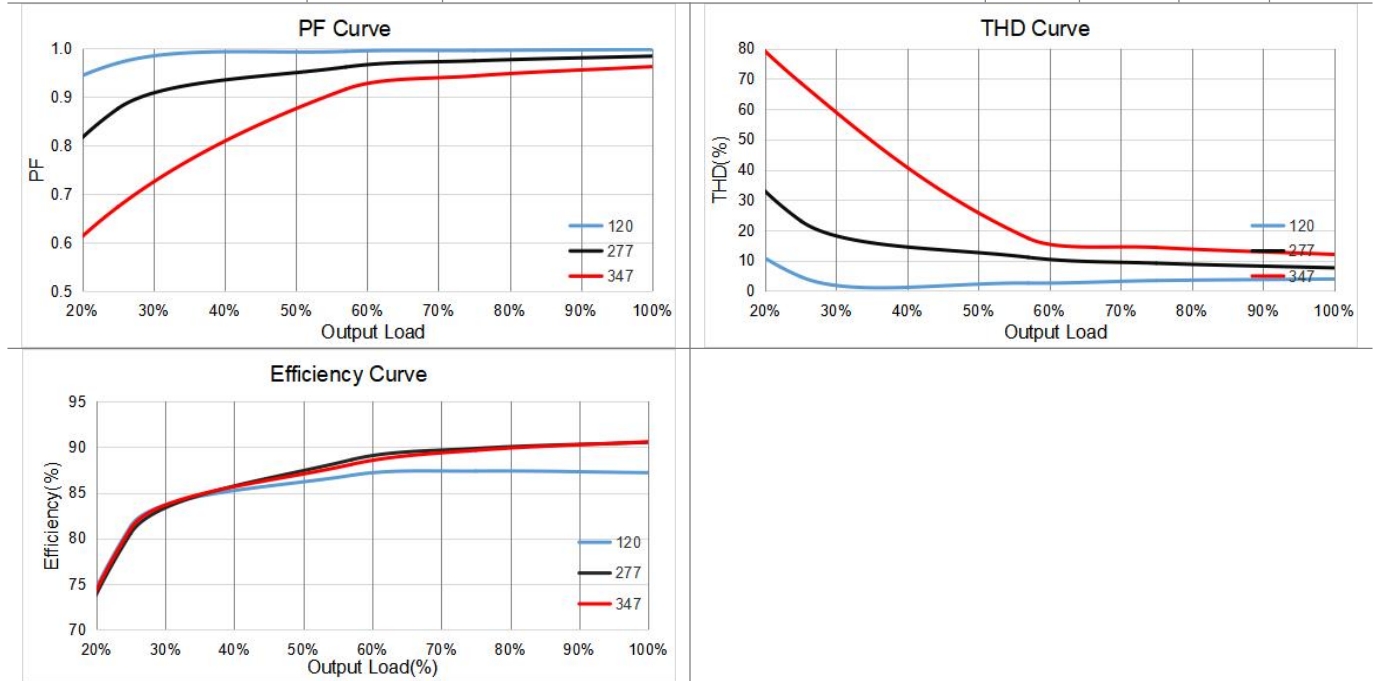 PF Curve
1.0
0.9
0.8
0.7
0.6
0.5
PF
120
277
347
20% 30% 40% 50% 60% 70% 80% 90% 100%
Output Load
THD Curve
80
70
60
50
40
30
20
10
0
THD(%)
120
277
347
20% 30% 40% 50% 60% 70% 80% 90% 100%
Output Load
Efficiency Curve
95
90
85
80
75
70
Efficiency(%)
120
277
347
20% 30% 40% 50% 60% 70% 80% 90% 100%
Output Load(%)